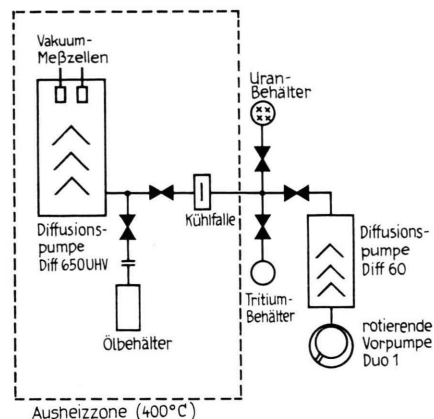 Vakuum-
Meßzellen
Uran-
Behälter
Kühlfalle
Diffusions-
pumpe
Diff 650UHV
Ölbehälter
Tritium-
Behälter
Diffusions-
pumpe
Diff 60
rotierende
Vorpumpe
Duo 1
Ausheizzone (400°C)